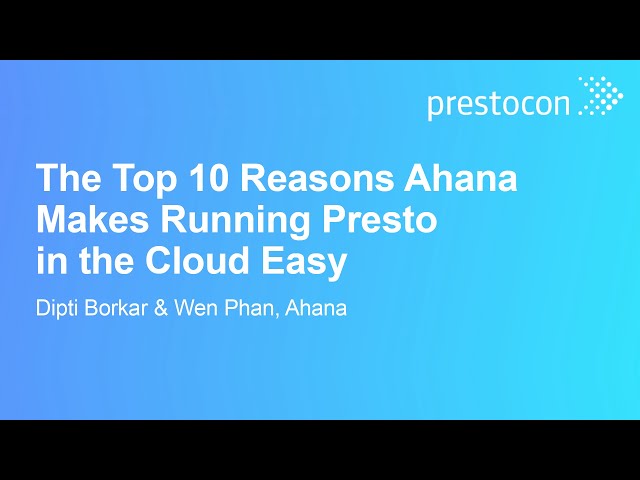 prestocon
The Top 10 Reasons Ahana
Makes Running Presto
in the Cloud Easy
Dipti Borkar & Wen Phan, Ahana